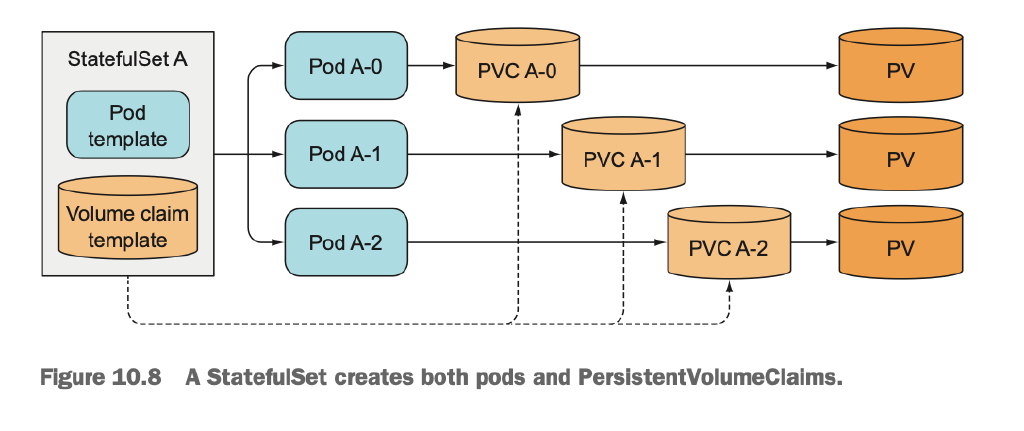 StatefulSet A
Pod
template
Volume claim
template
Pod A-0
PVC A-0
PV
Pod A-1
PVC A-1
PV
Pod A-2
PVC A-2
PV
Figure 10.8 A StatefulSet creates both pods and PersistentVolumeClaims.